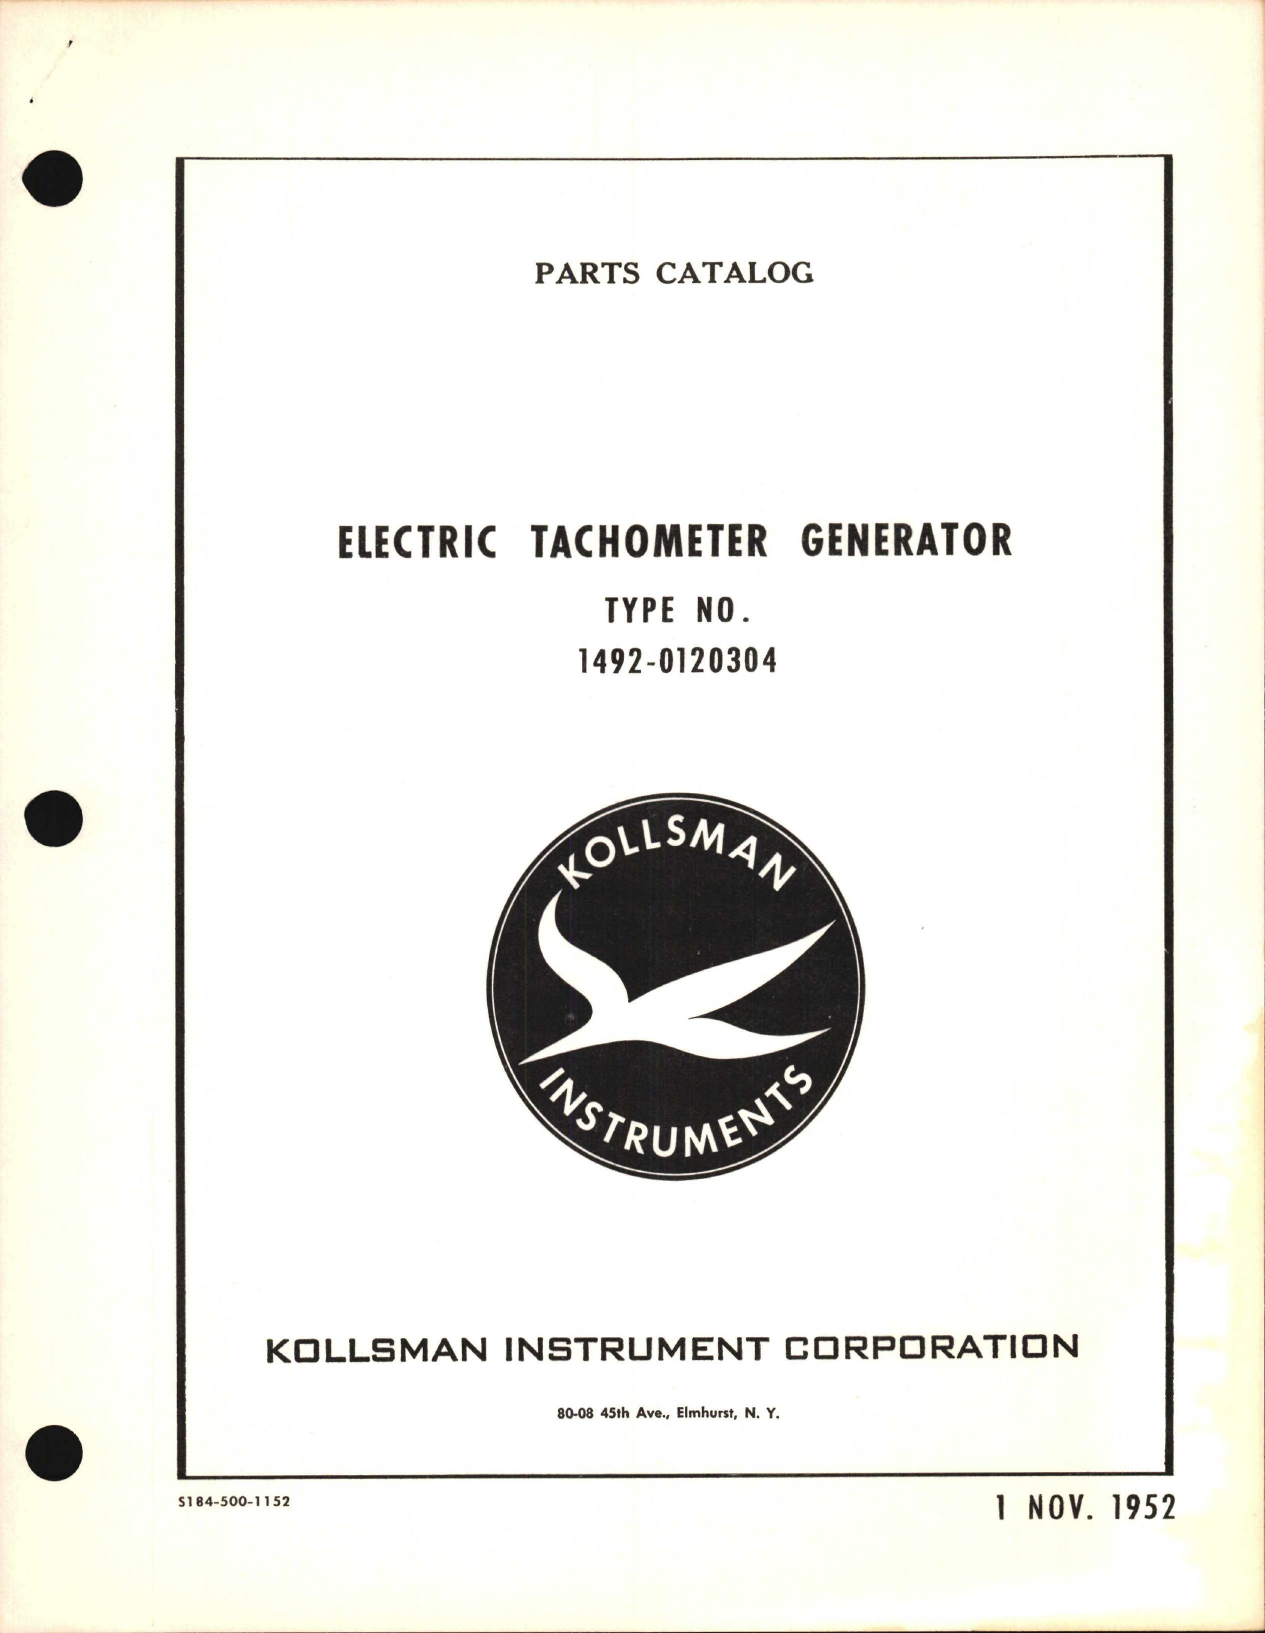 PARTS CATALOG
ELECTRIC TACHOMETER GENERATOR
TYPE NO.
1492-0120304
KOLLSMAN
INSTRUMENTS
KOLLSMAN INSTRUMENT CORPORATION
80-08 45th Ave., Elmhurst, N. Y.
S184-500-1152
1 NOV. 1952